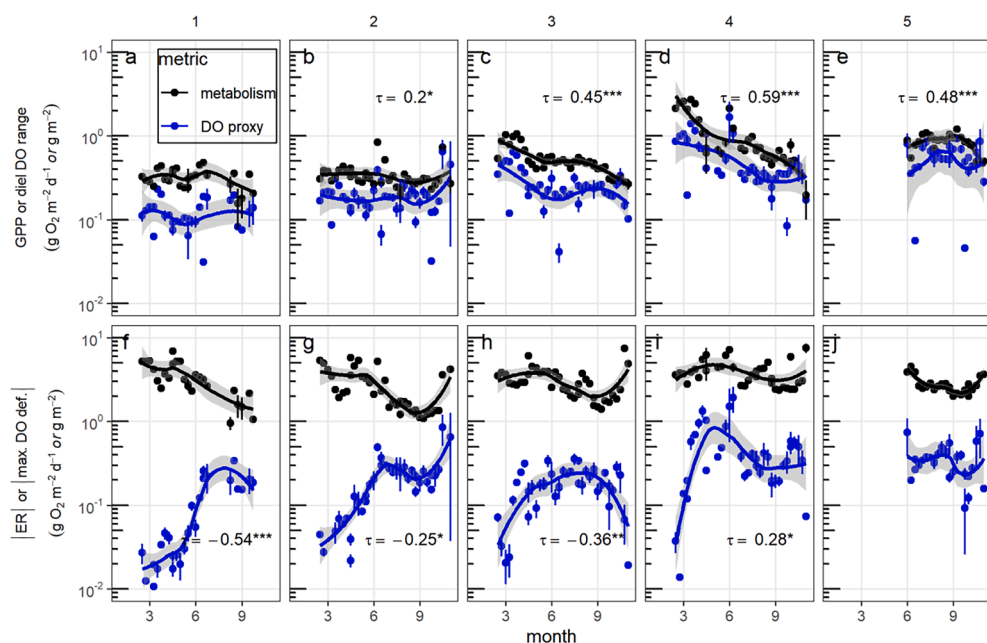 1 2 3 4 5
a b c d e
metric
metabolism
DO proxy
τ = 0.2* τ = 0.45*** τ = 0.59*** τ = 0.48***
GPP or diel DO range
(g O₂ m⁻² d⁻¹ or g m⁻²)
10¹
10⁰
10⁻¹
10⁻²
f g h i j
|ER| or |max. DO def.|
(g O₂ m⁻² d⁻¹ or g m⁻²)
10¹
10⁰
10⁻¹
10⁻²
τ = −0.54*** τ = −0.25* τ = −0.36** τ = 0.28*
3 6 9 3 6 9 3 6 9 3 6 9 3 6 9
month